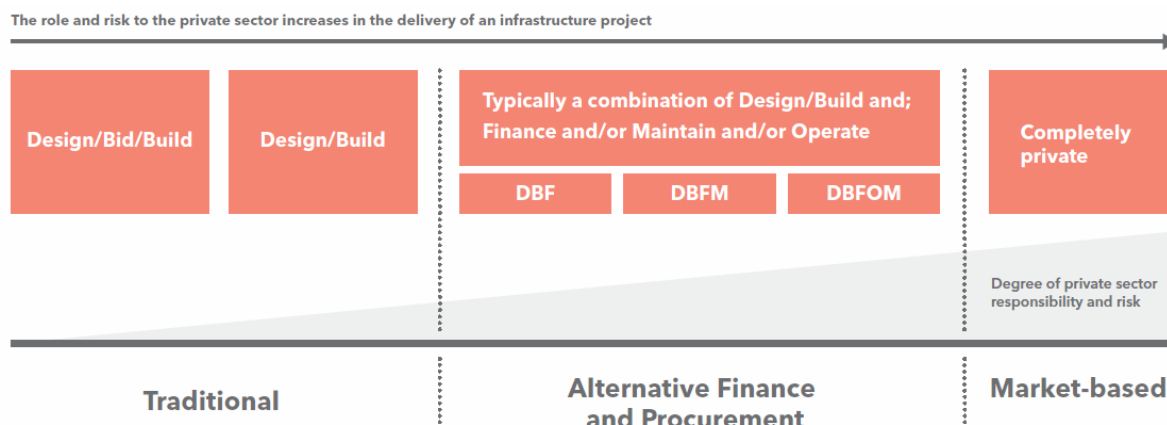 The role and risk to the private sector increases in the delivery of an infrastructure project
Design/Bid/Build
Design/Build
Typically a combination of Design/Build and;
Finance and/or Maintain and/or Operate
DBF
DBFM
DBFOM
Completely
private
Degree of private sector
responsibility and risk
Traditional
Alternative Finance
and Procurement
Market-based